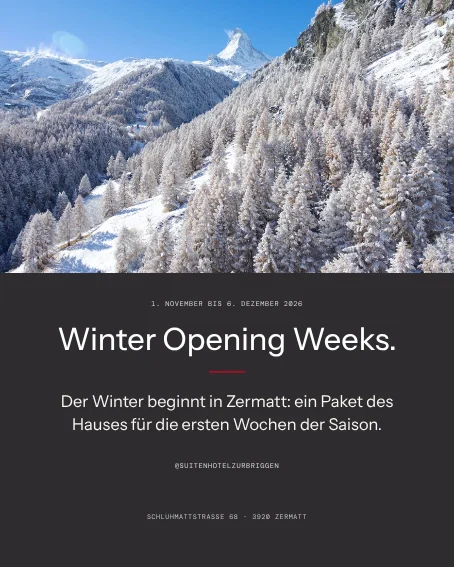 1. NOVEMBER BIS 6. DEZEMBER 2026
Winter Opening Weeks.
Der Winter beginnt in Zermatt: ein Paket des
Hauses für die ersten Wochen der Saison.
@SUITENHOTELZURBRIGGEN
SCHLUHMATTSTRASSE 68 · 3920 ZERMATT